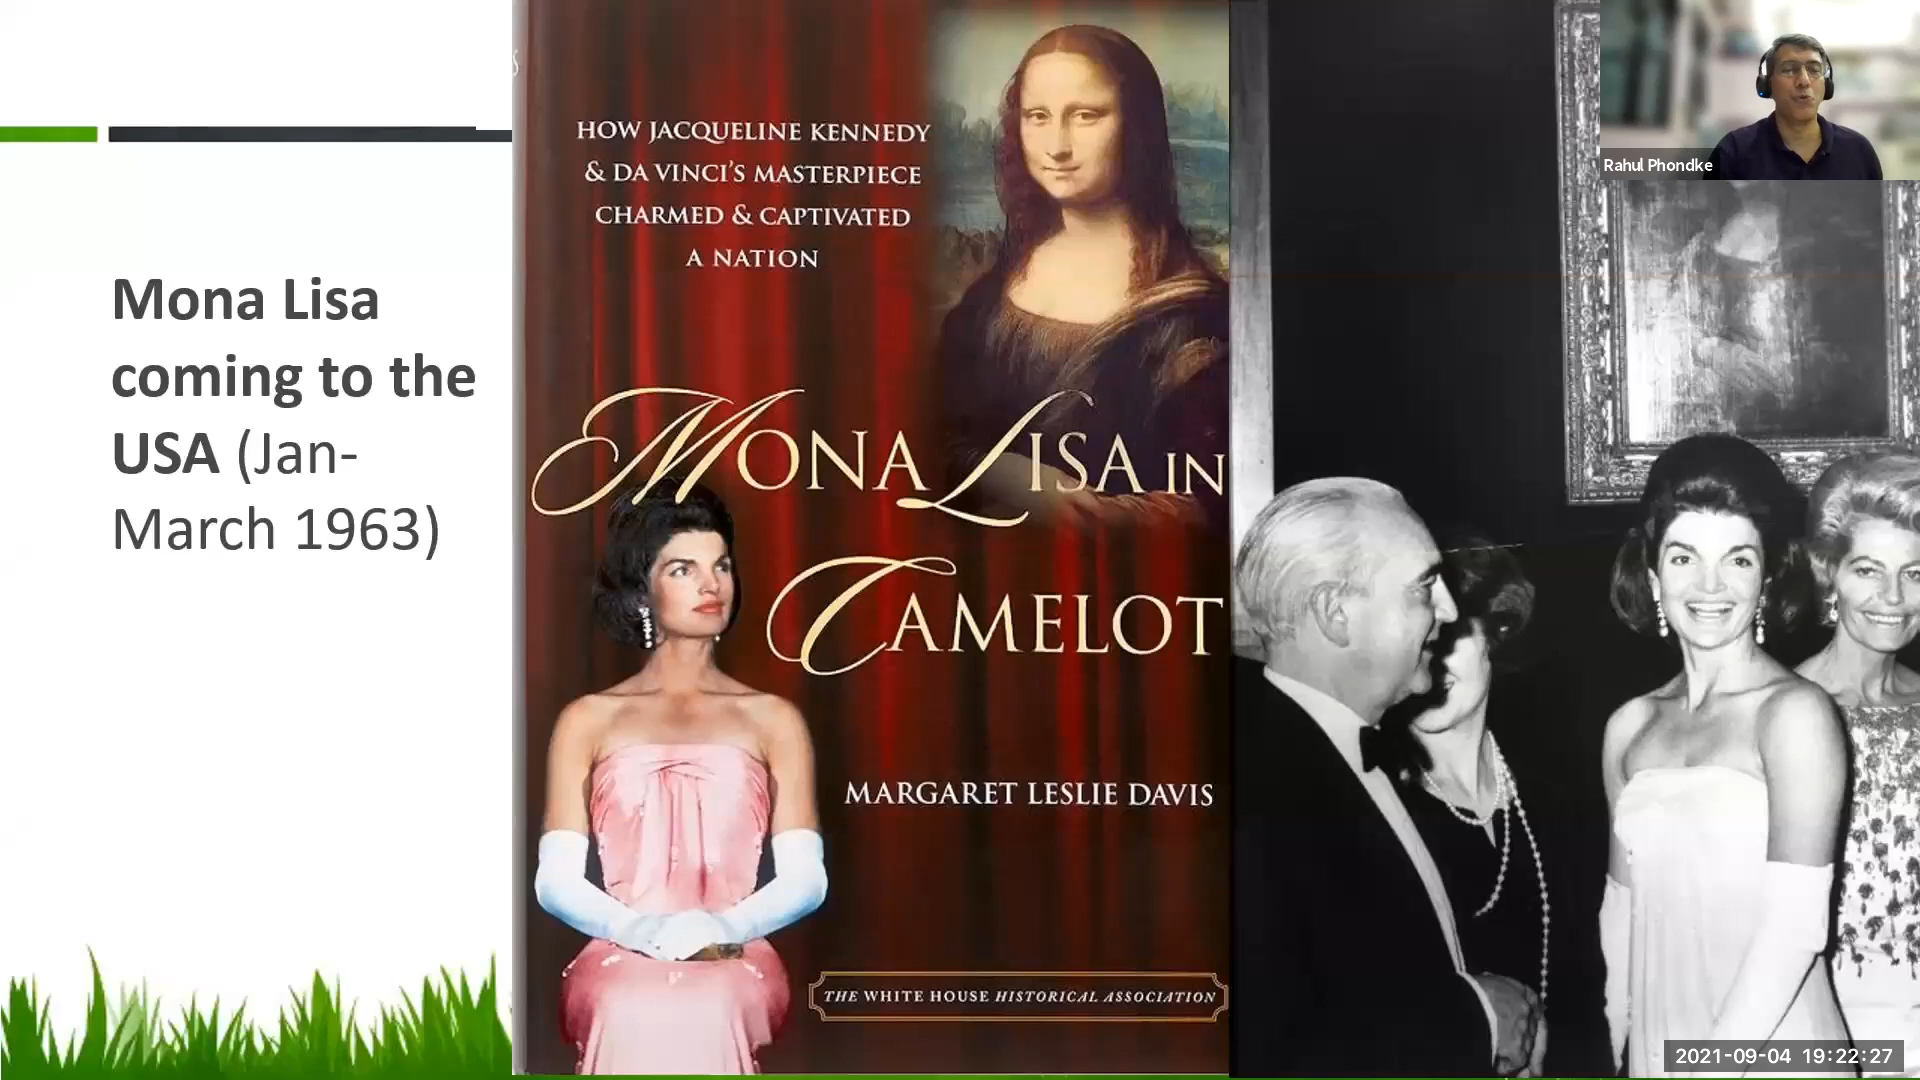 Mona Lisa
coming to the
USA (Jan-
March 1963)
HOW JACQUELINE KENNEDY
& DA VINCI'S MASTERPIECE
CHARMED & CAPTIVATED
A NATION
MONA LISA IN
CAMELOT
MARGARET LESLIE DAVIS
THE WHITE HOUSE HISTORICAL ASSOCIATION
Rahul Phondke
2021-09-04 19:22:27